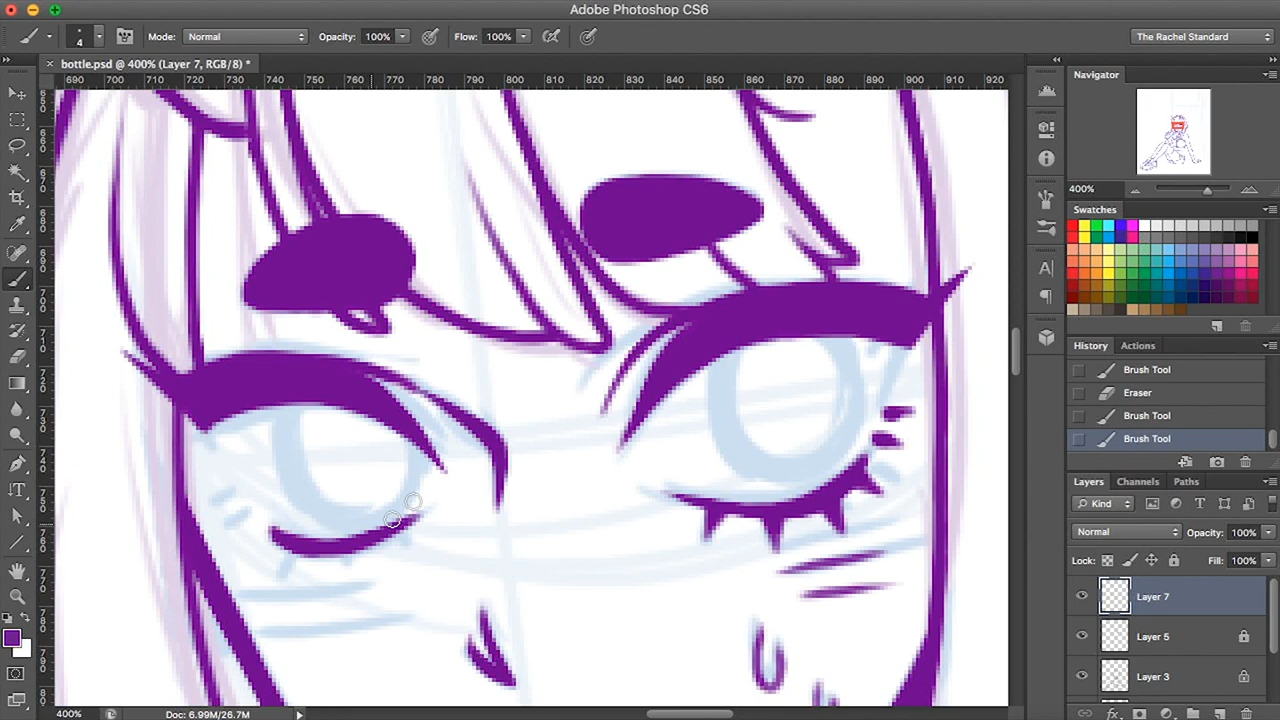 Adobe Photoshop CS6
4 Mode: Normal Opacity: 100% Flow: 100% The Rachel Standard
bottle.psd @ 400% (Layer 7, RGB/8) *
690 700 710 720 730 740 750 760 770 780 790 800 810 820 830 840 850 860 870 880 890 900 910 920
Navigator
400%
Swatches
History Actions
Brush Tool
Eraser
Brush Tool
Brush Tool
Layers Channels Paths
Kind
Normal Opacity: 100%
Lock: Fill: 100%
Layer 7
Layer 5
Layer 3
400% Doc: 6.99M/26.7M